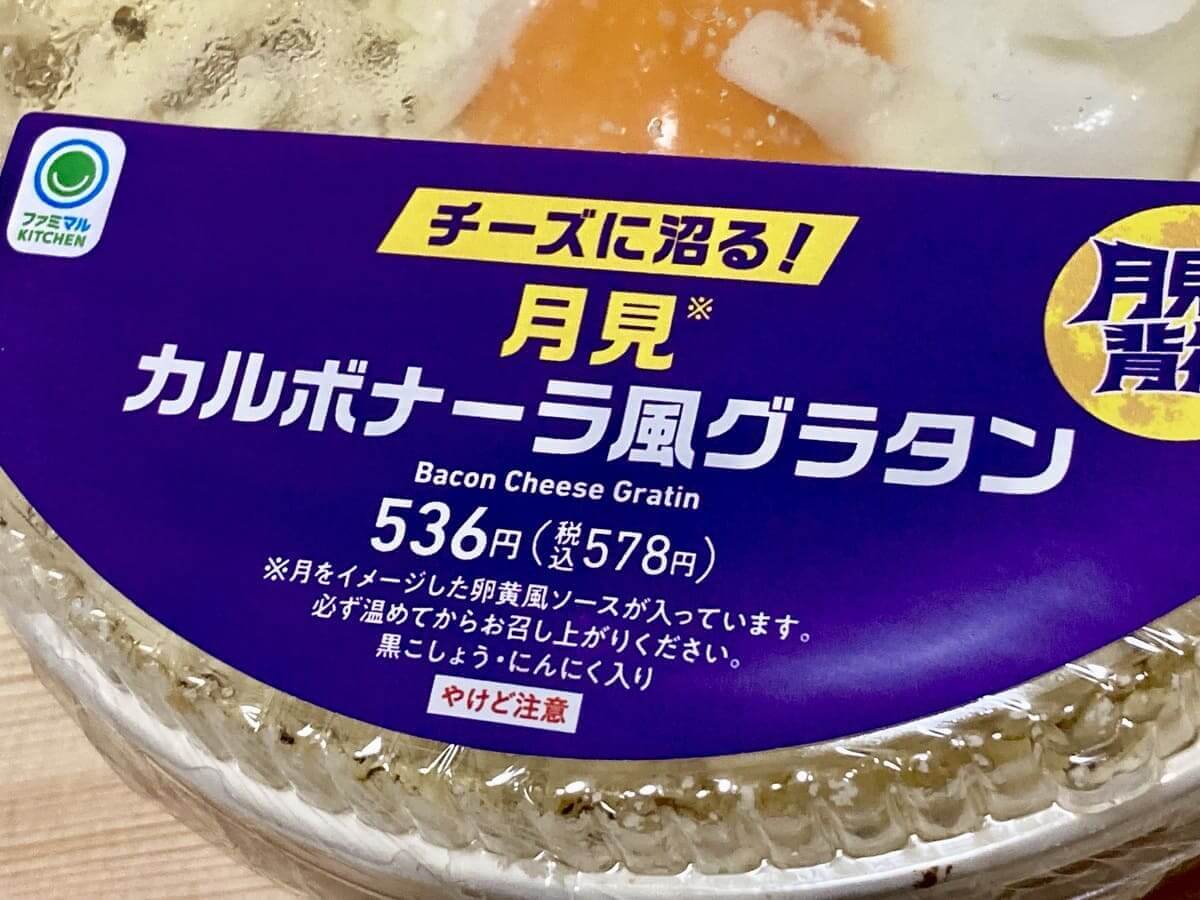 ファミマル
KITCHEN
チーズに沼る!
月見※
カルボナーラ風グラタン
Bacon Cheese Gratin
536円(税込578円)
※月をイメージした卵黄風ソースが入っています。
必ず温めてからお召し上がりください。
黒こしょう・にんにく入り
やけど注意
月見